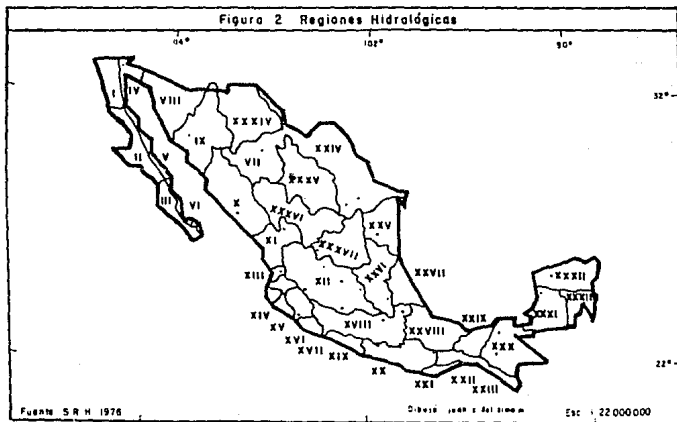 Figura 2 Regiones Hidrológicas
114° 102° 90°
32°
I IV VIII
XXXIV
IX
VII XXIV
II V XXXV
III VI X XXXVI XXV
XI XXXVII XXVI
XIII XII XXVII XXXII
XXXIII
XIV XV XVIII XXVIII XXIX XXXI
XVI XXX
XVII XIX
XX 22°
XXI XXII
XXIII
Fuente S R H 1976 Dibujó Esc 1 22 000 000